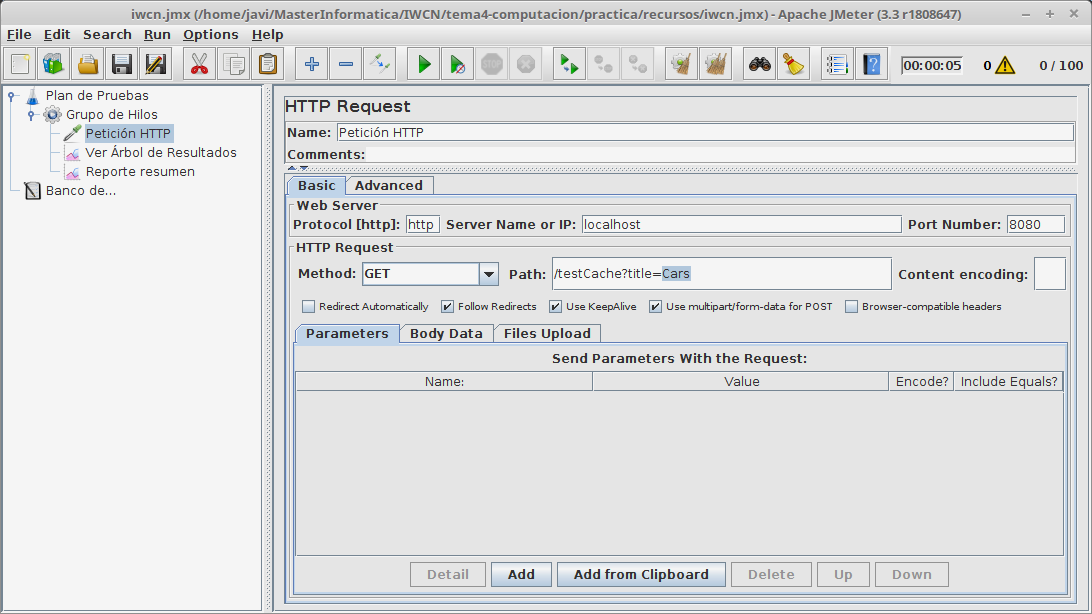 iwcn.jmx (/home/javi/MasterInformatica/IWCN/tema4-computacion/practica/recursos/iwcn.jmx) - Apache JMeter (3.3 r1808647)
File Edit Search Run Options Help
STOP 00:00:05 0 0 / 100
Plan de Pruebas
Grupo de Hilos
Petición HTTP
Ver Árbol de Resultados
Reporte resumen
Banco de...
HTTP Request
Name: Petición HTTP
Comments:
Basic Advanced
Web Server
Protocol [http]: http Server Name or IP: localhost Port Number: 8080
HTTP Request
Method: GET Path: /testCache?title=Cars Content encoding:
Redirect Automatically Follow Redirects Use KeepAlive Use multipart/form-data for POST Browser-compatible headers
Parameters Body Data Files Upload
Send Parameters With the Request:
Name: Value Encode? Include Equals?
Detail Add Add from Clipboard Delete Up Down